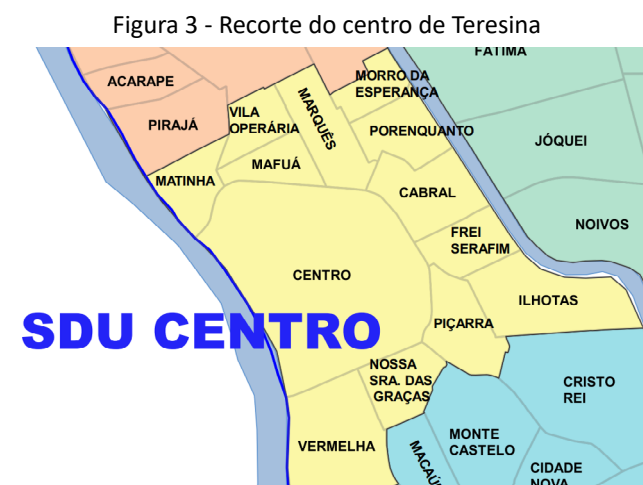 Figura 3 - Recorte do centro de Teresina
FÁTIMA
ACARAPE
MORRO DA
ESPERANÇA
MARQUÊS
VILA
OPERÁRIA
PIRAJÁ
PORENQUANTO
JÓQUEI
MAFUÁ
MATINHA
CABRAL
NOIVOS
FREI
SERAFIM
CENTRO
ILHOTAS
SDU CENTRO
PIÇARRA
NOSSA
SRA. DAS
GRAÇAS
CRISTO
REI
VERMELHA
MONTE
CASTELO
CIDADE
NOVA